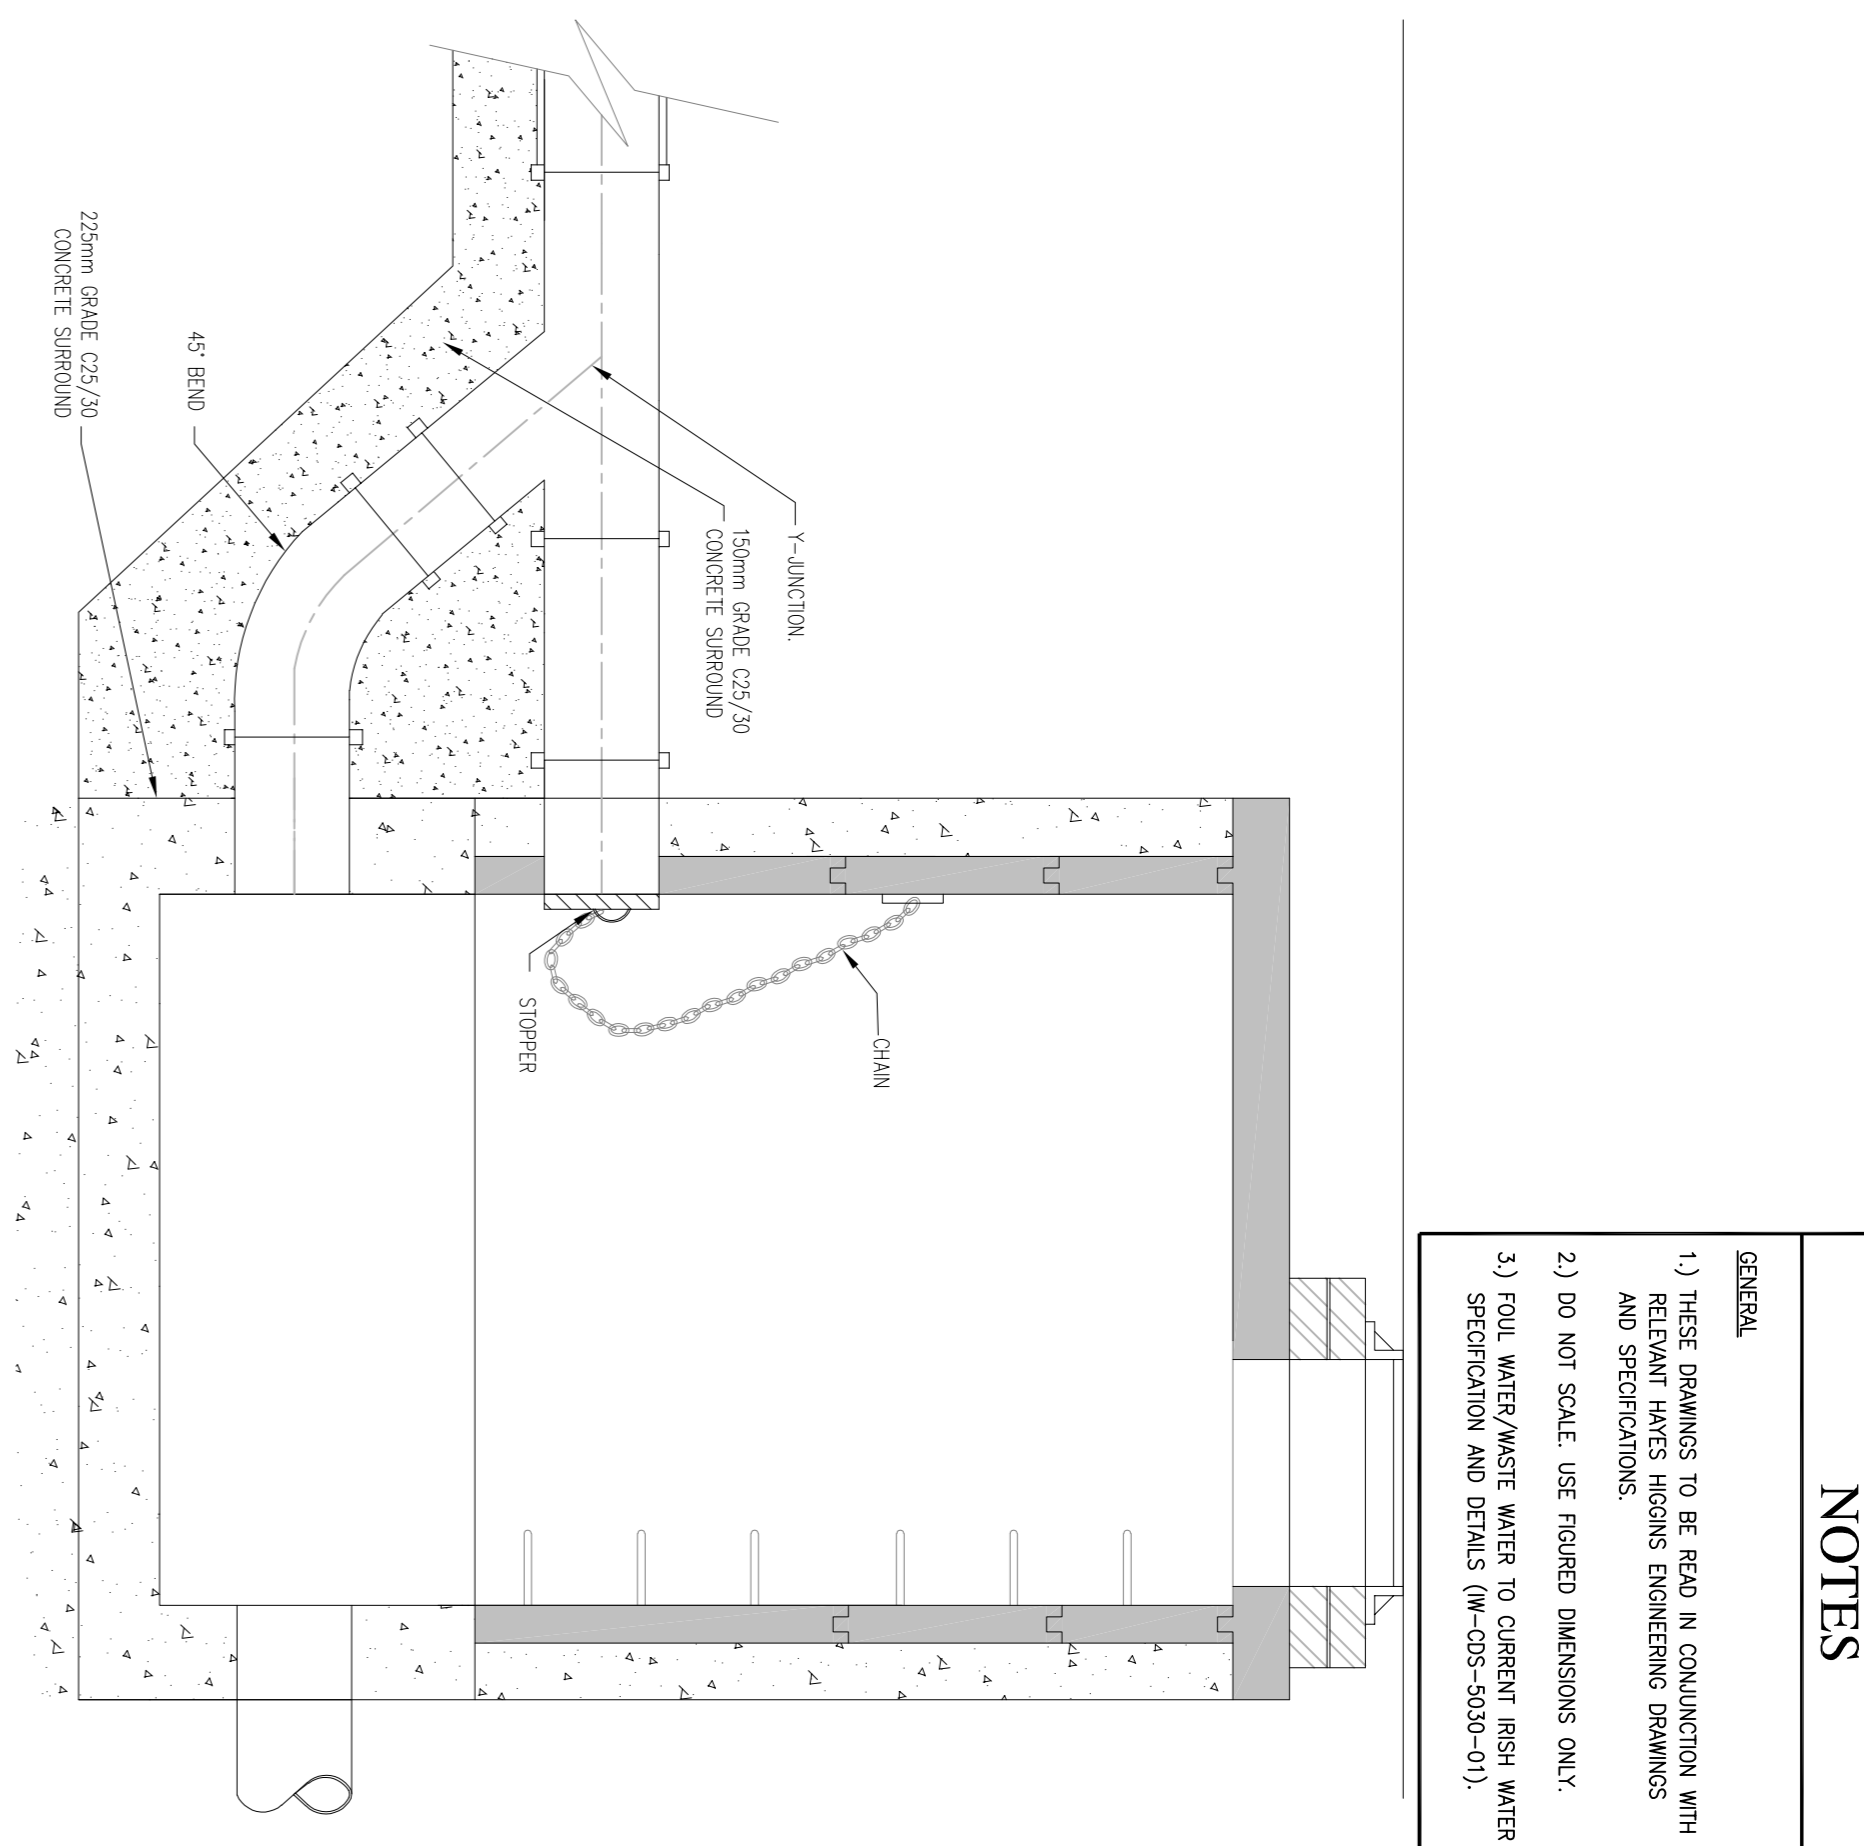 NOTES
GENERAL
1.) THESE DRAWINGS TO BE READ IN CONJUNCTION WITH
RELEVANT HAYES HIGGINS ENGINEERING DRAWINGS
AND SPECIFICATIONS.
2.) DO NOT SCALE. USE FIGURED DIMENSIONS ONLY.
3.) FOUL WATER/WASTE WATER TO CURRENT IRISH WATER
SPECIFICATION AND DETAILS (IW-CDS-5030-01).
CHAIN
Y-JUNCTION.
150mm GRADE C25/30
CONCRETE SURROUND
STOPPER
45° BEND
225mm GRADE C25/30
CONCRETE SURROUND